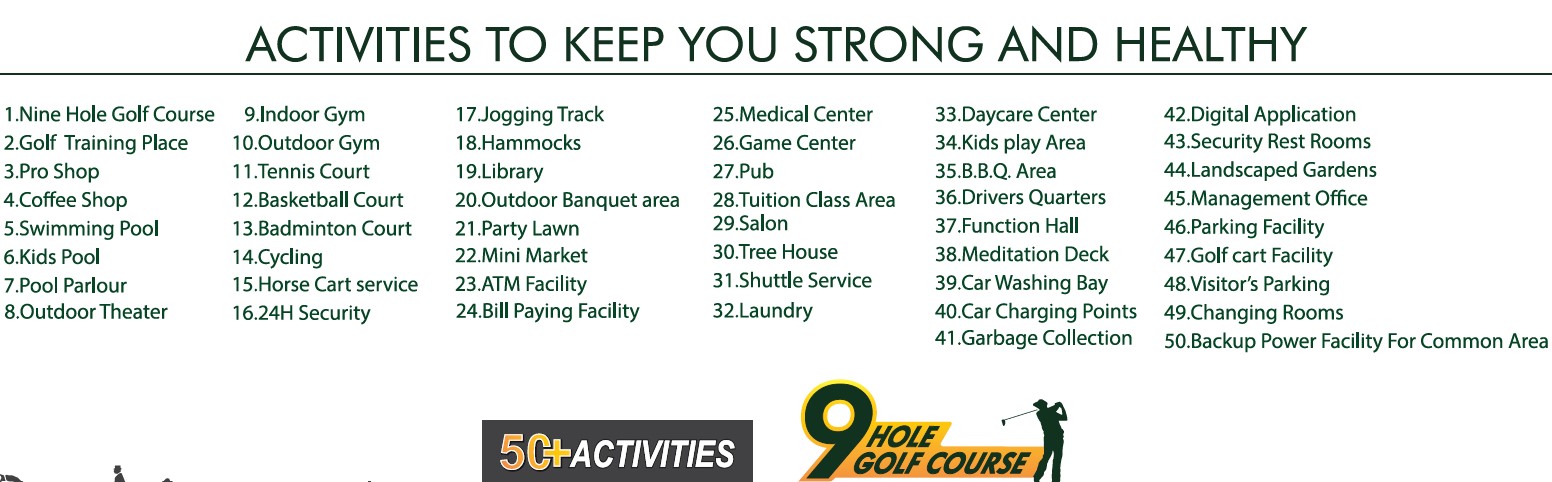 ACTIVITIES TO KEEP YOU STRONG AND HEALTHY
1.Nine Hole Golf Course
2.Golf Training Place
3.Pro Shop
4.Coffee Shop
5.Swimming Pool
6.Kids Pool
7.Pool Parlour
8.Outdoor Theater
9.Indoor Gym
10.Outdoor Gym
11.Tennis Court
12.Basketball Court
13.Badminton Court
14.Cycling
15.Horse Cart service
16.24H Security
17.Jogging Track
18.Hammocks
19.Library
20.Outdoor Banquet area
21.Party Lawn
22.Mini Market
23.ATM Facility
24.Bill Paying Facility
25.Medical Center
26.Game Center
27.Pub
28.Tuition Class Area
29.Salon
30.Tree House
31.Shuttle Service
32.Laundry
33.Daycare Center
34.Kids play Area
35.B.B.Q. Area
36.Drivers Quarters
37.Function Hall
38.Meditation Deck
39.Car Washing Bay
40.Car Charging Points
41.Garbage Collection
42.Digital Application
43.Security Rest Rooms
44.Landscaped Gardens
45.Management Office
46.Parking Facility
47.Golf cart Facility
48.Visitor's Parking
49.Changing Rooms
50.Backup Power Facility For Common Area
50+ACTIVITIES
9 HOLE
GOLF COURSE